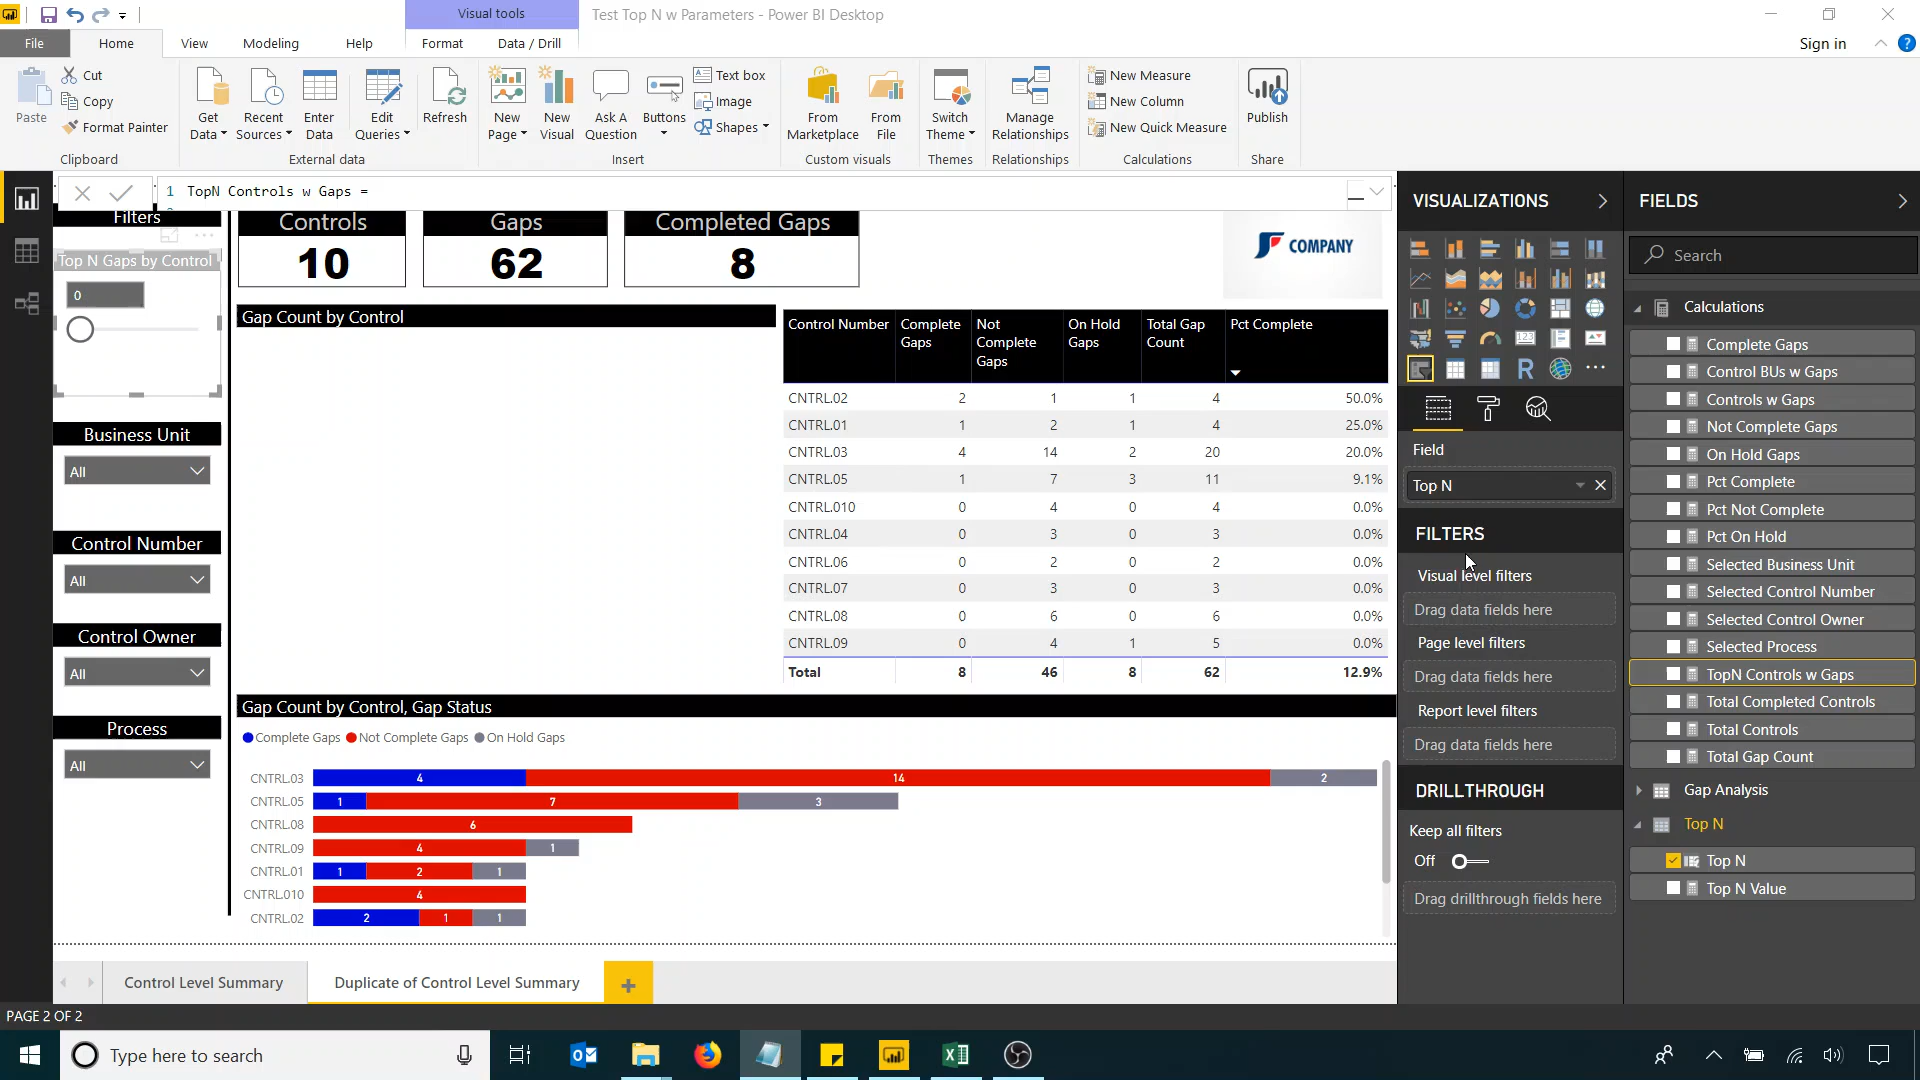 Visual tools
Test Top N w Parameters - Power BI Desktop
File
Home
View
Modeling
Help
Format
Data / Drill
Sign in
Paste
Cut
Copy
Format Painter
Clipboard
Get Data
Recent Sources
Enter Data
Edit Queries
Refresh
External data
New Page
New Visual
Ask A Question
Buttons
Text box
Image
Shapes
Insert
From Marketplace
From File
Custom visuals
Switch Theme
Themes
Manage Relationships
Relationships
New Measure
New Column
New Quick Measure
Calculations
Publish
Share
1 TopN Controls w Gaps =
Filters
Top N Gaps by Control
0
Business Unit
All
Control Number
All
Control Owner
All
Process
All
Controls
10
Gaps
62
Completed Gaps
8
COMPANY
Gap Count by Control
Control Number Complete Gaps Not Complete Gaps On Hold Gaps Total Gap Count Pct Complete
CNTRL.02 2 1 1 4 50.0%
CNTRL.01 1 2 1 4 25.0%
CNTRL.03 4 14 2 20 20.0%
CNTRL.05 1 7 3 11 9.1%
CNTRL.010 0 4 0 4 0.0%
CNTRL.04 0 3 0 3 0.0%
CNTRL.06 0 2 0 2 0.0%
CNTRL.07 0 3 0 3 0.0%
CNTRL.08 0 6 0 6 0.0%
CNTRL.09 0 4 1 5 0.0%
Total 8 46 8 62 12.9%
Gap Count by Control, Gap Status
Complete Gaps Not Complete Gaps On Hold Gaps
CNTRL.03 4 14 2
CNTRL.05 1 7 3
CNTRL.08 6
CNTRL.09 4 1
CNTRL.01 1 2 1
CNTRL.010 4
CNTRL.02 2 1 1
Control Level Summary
Duplicate of Control Level Summary
PAGE 2 OF 2
VISUALIZATIONS
123
R
Field
Top N
FILTERS
Visual level filters
Drag data fields here
Page level filters
Drag data fields here
Report level filters
Drag data fields here
DRILLTHROUGH
Keep all filters
Off
Drag drillthrough fields here
FIELDS
Search
Calculations
Complete Gaps
Control BUs w Gaps
Controls w Gaps
Not Complete Gaps
On Hold Gaps
Pct Complete
Pct Not Complete
Pct On Hold
Selected Business Unit
Selected Control Number
Selected Control Owner
Selected Process
TopN Controls w Gaps
Total Completed Controls
Total Controls
Total Gap Count
Gap Analysis
Top N
Top N
Top N Value
Type here to search